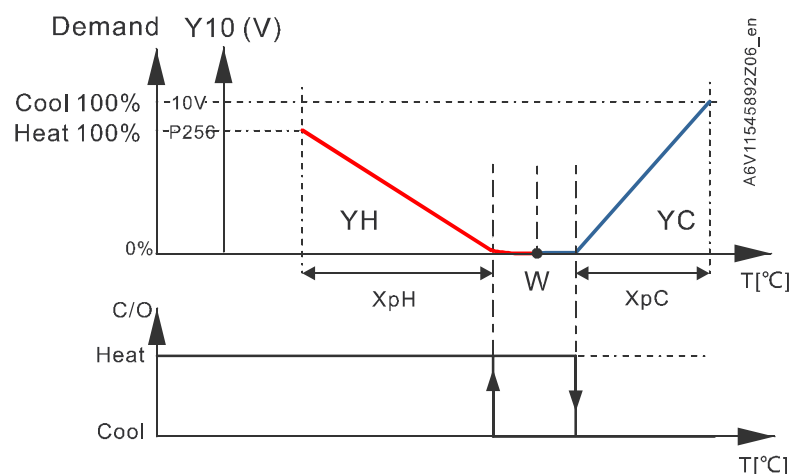 Demand Y10 (V)
Cool 100% 10V
Heat 100% P256
YH
YC
0%
W
T[℃]
XpH
XpC
C/O
Heat
Cool
T[℃]
A6V11545892Z06_en